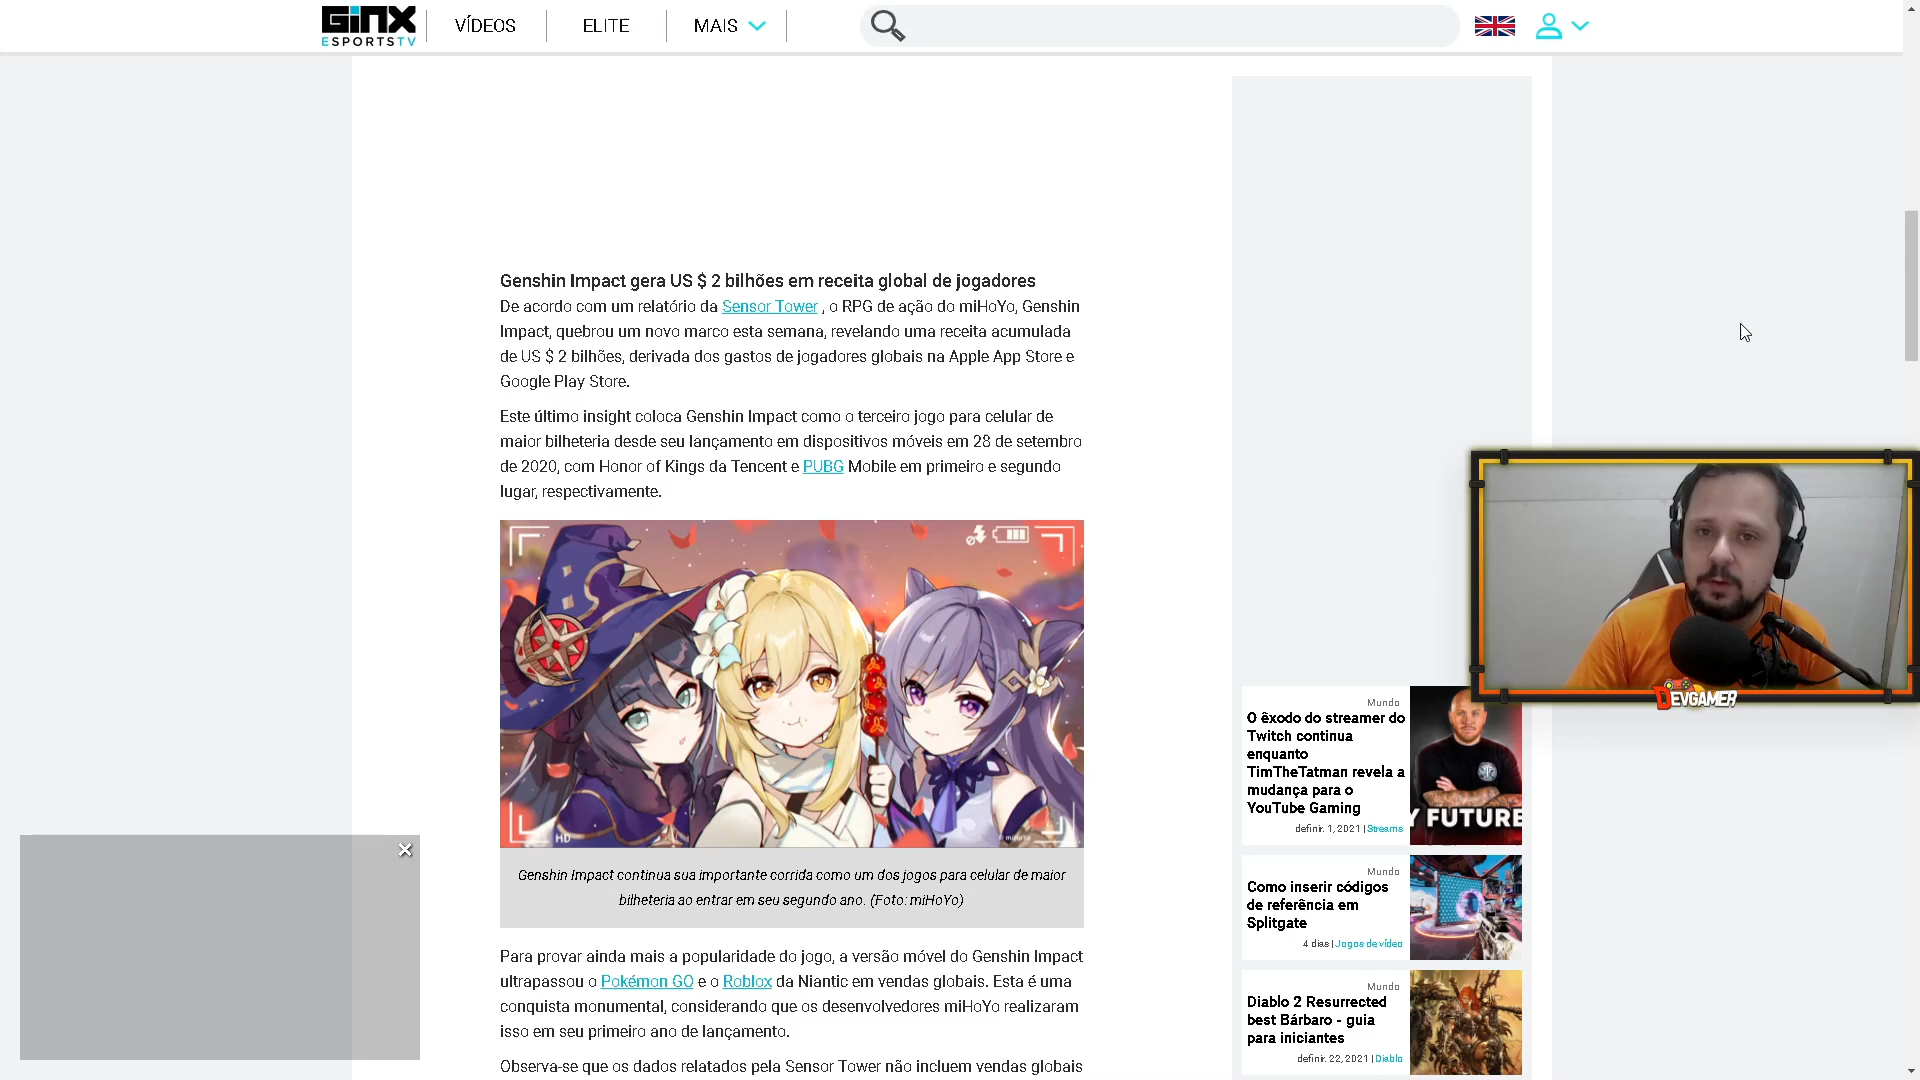 GINX
ESPORTSTV
VÍDEOS
ELITE
MAIS
Genshin Impact gera US $ 2 bilhões em receita global de jogadores
De acordo com um relatório da Sensor Tower , o RPG de ação do miHoYo, Genshin
Impact, quebrou um novo marco esta semana, revelando uma receita acumulada
de US $ 2 bilhões, derivada dos gastos de jogadores globais na Apple App Store e
Google Play Store.
Este último insight coloca Genshin Impact como o terceiro jogo para celular de
maior bilheteria desde seu lançamento em dispositivos móveis em 28 de setembro
de 2020, com Honor of Kings da Tencent e PUBG Mobile em primeiro e segundo
lugar, respectivamente.
HD
© miHoYo
Genshin Impact continua sua importante corrida como um dos jogos para celular de maior
bilheteria ao entrar em seu segundo ano. (Foto: miHoYo)
Para provar ainda mais a popularidade do jogo, a versão móvel do Genshin Impact
ultrapassou o Pokémon GO e o Roblox da Niantic em vendas globais. Esta é uma
conquista monumental, considerando que os desenvolvedores miHoYo realizaram
isso em seu primeiro ano de lançamento.
Observa-se que os dados relatados pela Sensor Tower não incluem vendas globais
DEVGAMER
Mundo
O êxodo do streamer do
Twitch continua
enquanto
TimTheTatman revela a
mudança para o
YouTube Gaming
definir. 1, 2021 | Streams
Y FUTURE
Mundo
Como inserir códigos
de referência em
Splitgate
4 dias | Jogos de vídeo
Mundo
Diablo 2 Resurrected
best Bárbaro - guia
para iniciantes
definir. 22, 2021 | Diablo